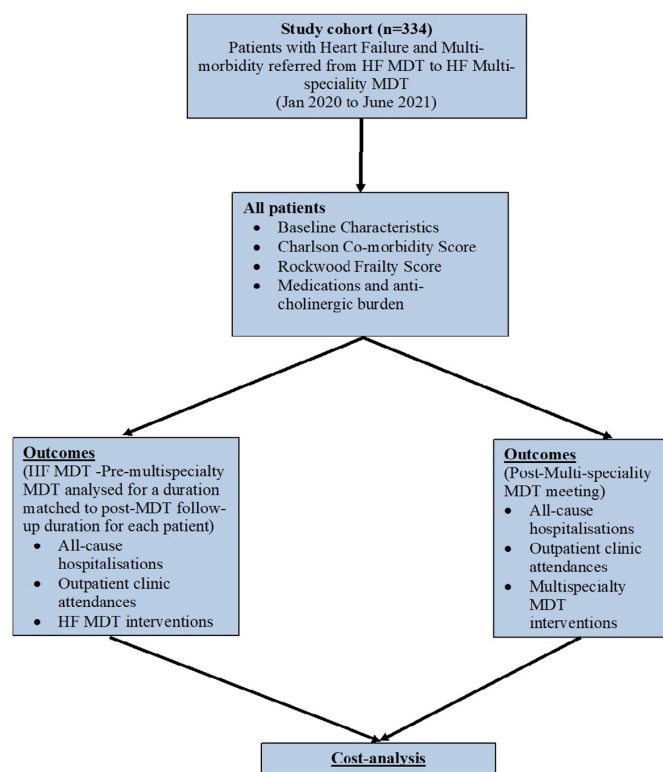 Study cohort (n=334)
Patients with Heart Failure and Multi-
morbidity referred from HF MDT to HF Multi-
speciality MDT
(Jan 2020 to June 2021)
All patients
• Baseline Characteristics
• Charlson Co-morbidity Score
• Rockwood Frailty Score
• Medications and anti-
cholinergic burden
Outcomes
(HF MDT -Pre-multispecialty
MDT analysed for a duration
matched to post-MDT follow-
up duration for each patient)
• All-cause
hospitalisations
• Outpatient clinic
attendances
• HF MDT interventions
Outcomes
(Post-Multi-speciality
MDT meeting)
• All-cause
hospitalisations
• Outpatient clinic
attendances
• Multispecialty
MDT
interventions
Cost-analysis